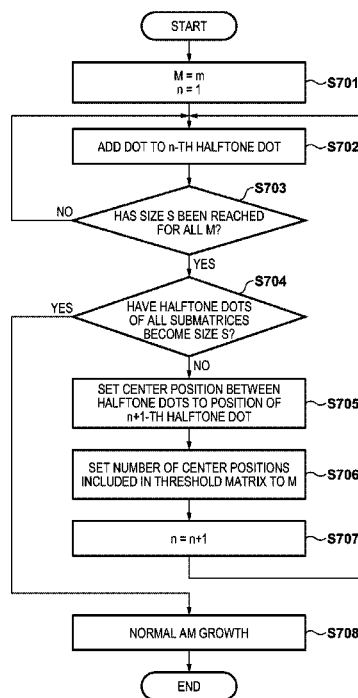 START
M = m
n = 1
S701
ADD DOT TO n-TH HALFTONE DOT
S702
S703
HAS SIZE S BEEN REACHED
FOR ALL M?
NO
YES
S704
HAVE HALFTONE DOTS
OF ALL SUBMATRICES
BECOME SIZE S?
YES
NO
SET CENTER POSITION BETWEEN
HALFTONE DOTS TO POSITION OF
n+1-TH HALFTONE DOT
S705
SET NUMBER OF CENTER POSITIONS
INCLUDED IN THRESHOLD MATRIX TO M
S706
n = n+1
S707
NORMAL AM GROWTH
S708
END